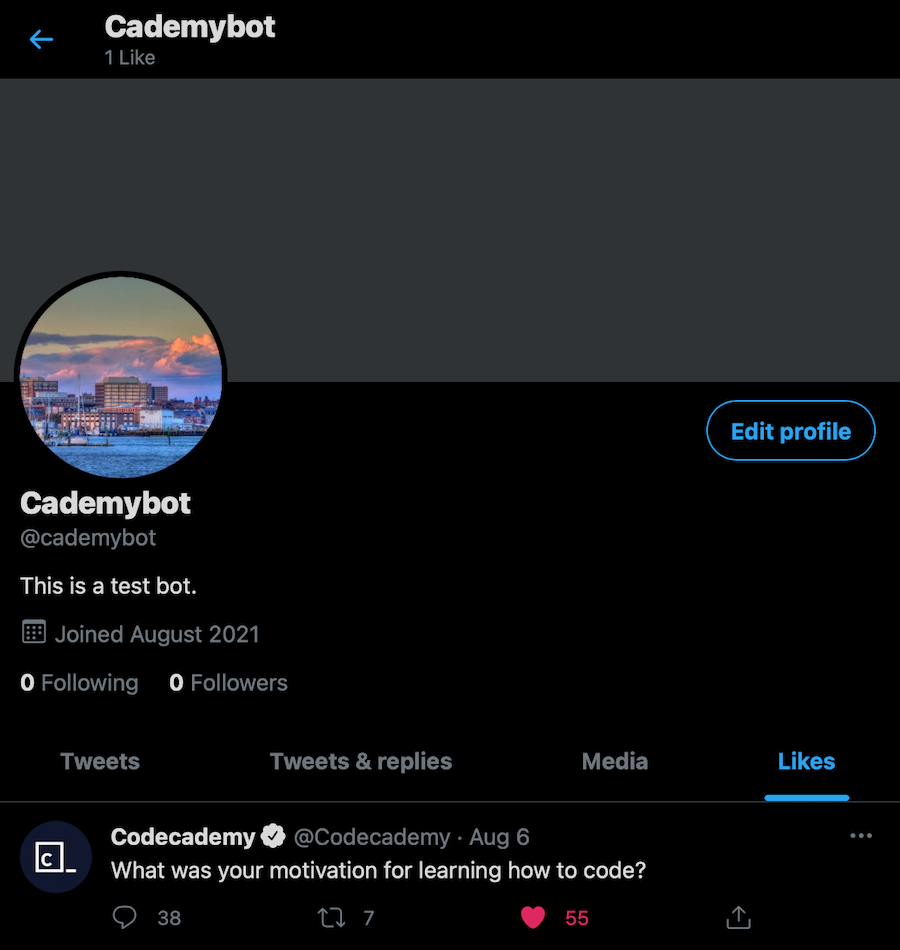 Cademybot
1 Like
Edit profile
Cademybot
@cademybot
This is a test bot.
Joined August 2021
0 Following 0 Followers
Tweets Tweets & replies Media Likes
Codecademy @Codecademy · Aug 6
What was your motivation for learning how to code?
c_
38 7 55